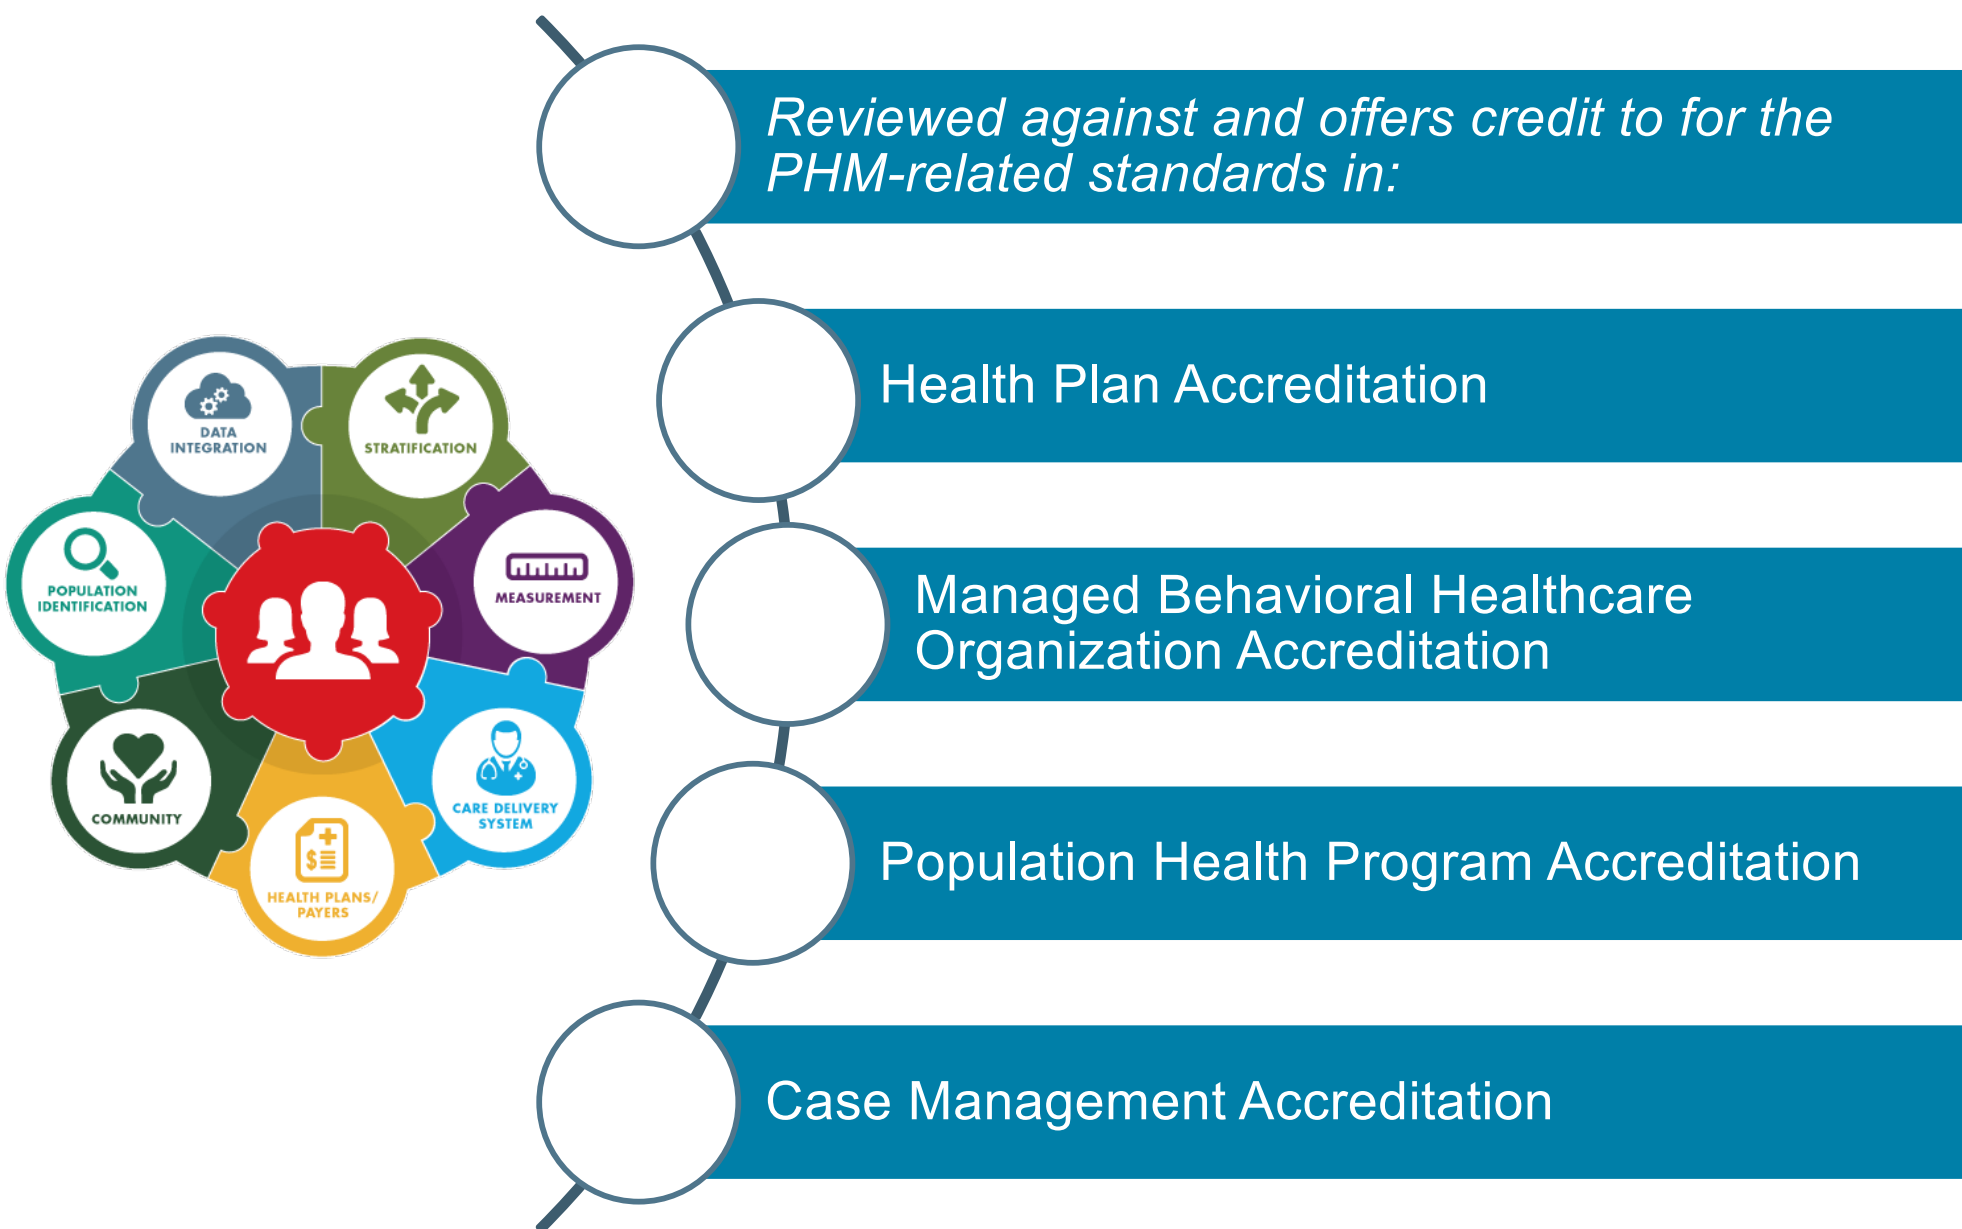 Reviewed against and offers credit to for the
PHM-related standards in:
Health Plan Accreditation
Managed Behavioral Healthcare
Organization Accreditation
Population Health Program Accreditation
Case Management Accreditation
DATA
INTEGRATION
STRATIFICATION
MEASUREMENT
CARE DELIVERY
SYSTEM
HEALTH PLANS/
PAYERS
COMMUNITY
POPULATION
IDENTIFICATION